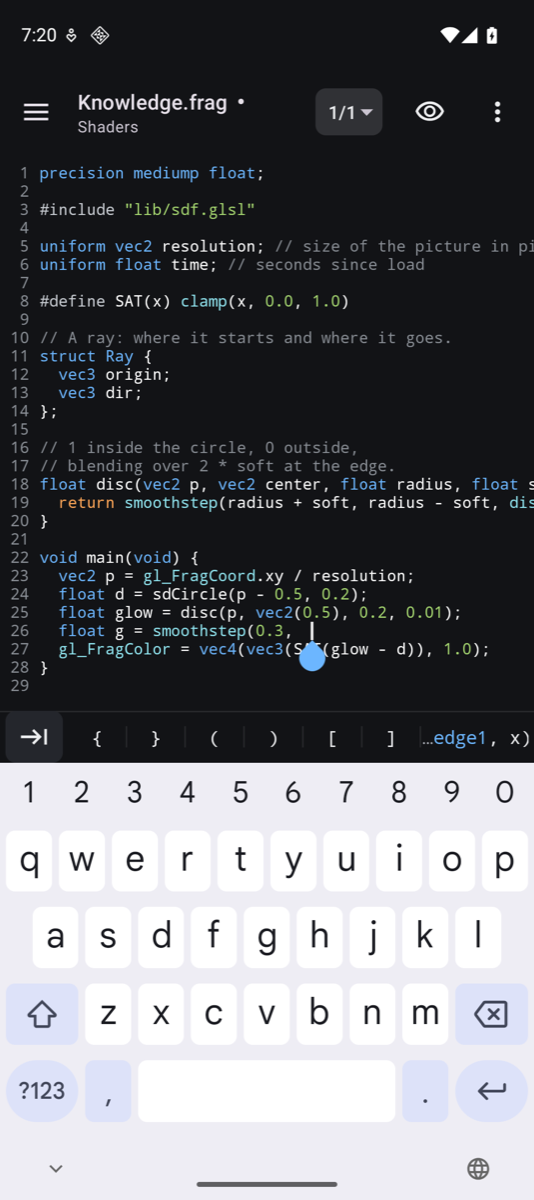 7:20
Knowledge.frag •
Shaders
1/1
1 precision mediump float;
2
3 #include "lib/sdf.glsl"
4
5 uniform vec2 resolution; // size of the picture in pi
6 uniform float time; // seconds since load
7
8 #define SAT(x) clamp(x, 0.0, 1.0)
9
10 // A ray: where it starts and where it goes.
11 struct Ray {
12   vec3 origin;
13   vec3 dir;
14 };
15
16 // 1 inside the circle, 0 outside,
17 // blending over 2 * soft at the edge.
18 float disc(vec2 p, vec2 center, float radius, float s
19   return smoothstep(radius + soft, radius - soft, dis
20 }
21
22 void main(void) {
23   vec2 p = gl_FragCoord.xy / resolution;
24   float d = sdCircle(p - 0.5, 0.2);
25   float glow = disc(p, vec2(0.5), 0.2, 0.01);
26   float g = smoothstep(0.3,
27   gl_FragColor = vec4(vec3(SAT(glow - d)), 1.0);
28 }
29
{ } ( ) [ ] …edge1, x)
1 2 3 4 5 6 7 8 9 0
q w e r t y u i o p
a s d f g h j k l
z x c v b n m
?123 , .